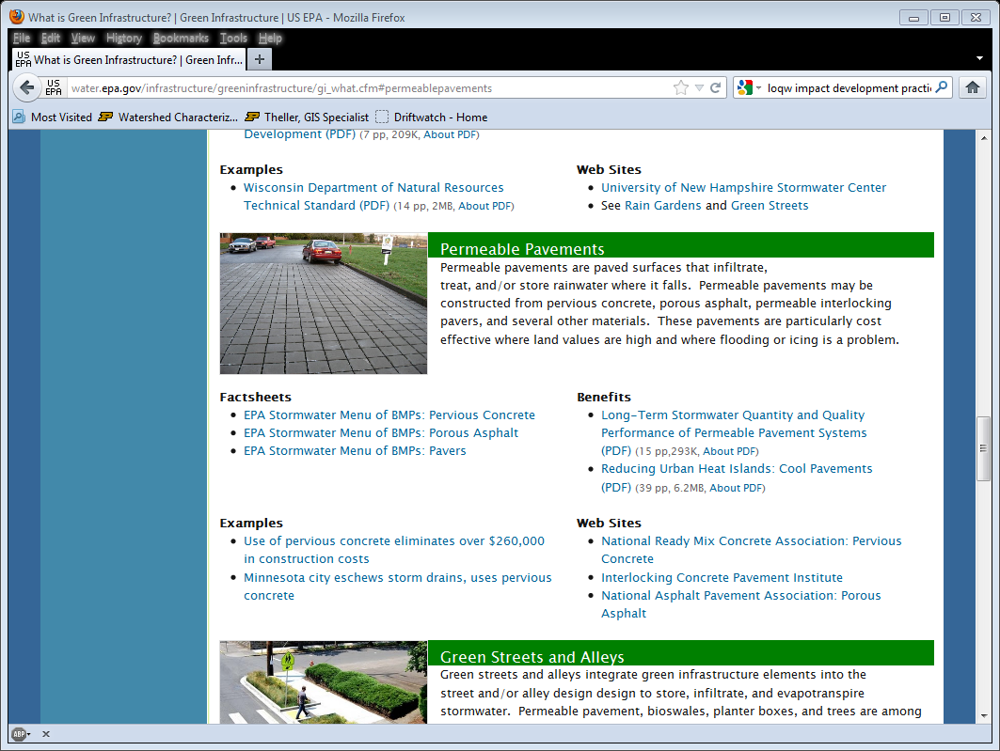 What is Green Infrastructure? | Green Infrastructure | US EPA - Mozilla Firefox
File Edit View History Bookmarks Tools Help
US EPA What is Green Infrastructure? | Green Infr... +
US EPA water.epa.gov/infrastructure/greeninfrastructure/gi_what.cfm#permeablepavements loqw impact development practic
Most Visited Watershed Characteriz... Theller, GIS Specialist Driftwatch - Home
Development (PDF) (7 pp, 209K, About PDF)
Examples
• Wisconsin Department of Natural Resources
Technical Standard (PDF) (14 pp, 2MB, About PDF)
Web Sites
• University of New Hampshire Stormwater Center
• See Rain Gardens and Green Streets
Permeable Pavements
Permeable pavements are paved surfaces that infiltrate,
treat, and/or store rainwater where it falls. Permeable pavements may be
constructed from pervious concrete, porous asphalt, permeable interlocking
pavers, and several other materials. These pavements are particularly cost
effective where land values are high and where flooding or icing is a problem.
Factsheets
• EPA Stormwater Menu of BMPs: Pervious Concrete
• EPA Stormwater Menu of BMPs: Porous Asphalt
• EPA Stormwater Menu of BMPs: Pavers
Benefits
• Long-Term Stormwater Quantity and Quality
Performance of Permeable Pavement Systems
(PDF) (15 pp,293K, About PDF)
• Reducing Urban Heat Islands: Cool Pavements
(PDF) (39 pp, 6.2MB, About PDF)
Examples
• Use of pervious concrete eliminates over $260,000
in construction costs
• Minnesota city eschews storm drains, uses pervious
concrete
Web Sites
• National Ready Mix Concrete Association: Pervious
Concrete
• Interlocking Concrete Pavement Institute
• National Asphalt Pavement Association: Porous
Asphalt
Green Streets and Alleys
Green streets and alleys integrate green infrastructure elements into the
street and/or alley design design to store, infiltrate, and evapotranspire
stormwater. Permeable pavement, bioswales, planter boxes, and trees are among
ABP